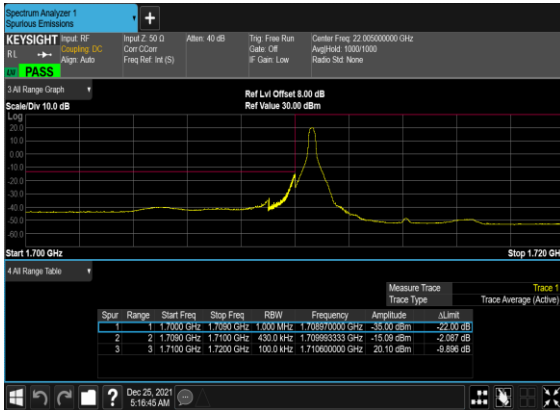 Spectrum Analyzer 1
Spurious Emissions
+
KEYSIGHT
RL
LXI
PASS
Input: RF
Coupling: DC
Align: Auto
Input Z: 50 Ω
Corr CCorr
Freq Ref: Int (S)
Atten: 40 dB
Trig: Free Run
Gate: Off
IF Gain: Low
Center Freq: 22.005000000 GHz
Avg|Hold: 1000/1000
Radio Std: None
3 All Range Graph
Scale/Div 10.0 dB
Ref Lvl Offset 8.00 dB
Ref Value 30.00 dBm
Log
20.0
10.0
0.00
-10.0
-20.0
-30.0
-40.0
-50.0
-60.0
Start 1.700 GHz
Stop 1.720 GHz
4 All Range Table
Measure Trace Trace 1
Trace Type Trace Average (Active)
Spur Range Start Freq Stop Freq RBW Frequency Amplitude ΔLimit
1 1 1.7000 GHz 1.7090 GHz 1.000 MHz 1.708970000 GHz -35.00 dBm -22.00 dB
2 2 1.7090 GHz 1.7100 GHz 430.0 kHz 1.709993333 GHz -15.09 dBm -2.087 dB
3 3 1.7100 GHz 1.7200 GHz 100.0 kHz 1.710600000 GHz 20.10 dBm -9.896 dB
?
Dec 25, 2021
5:16:45 AM